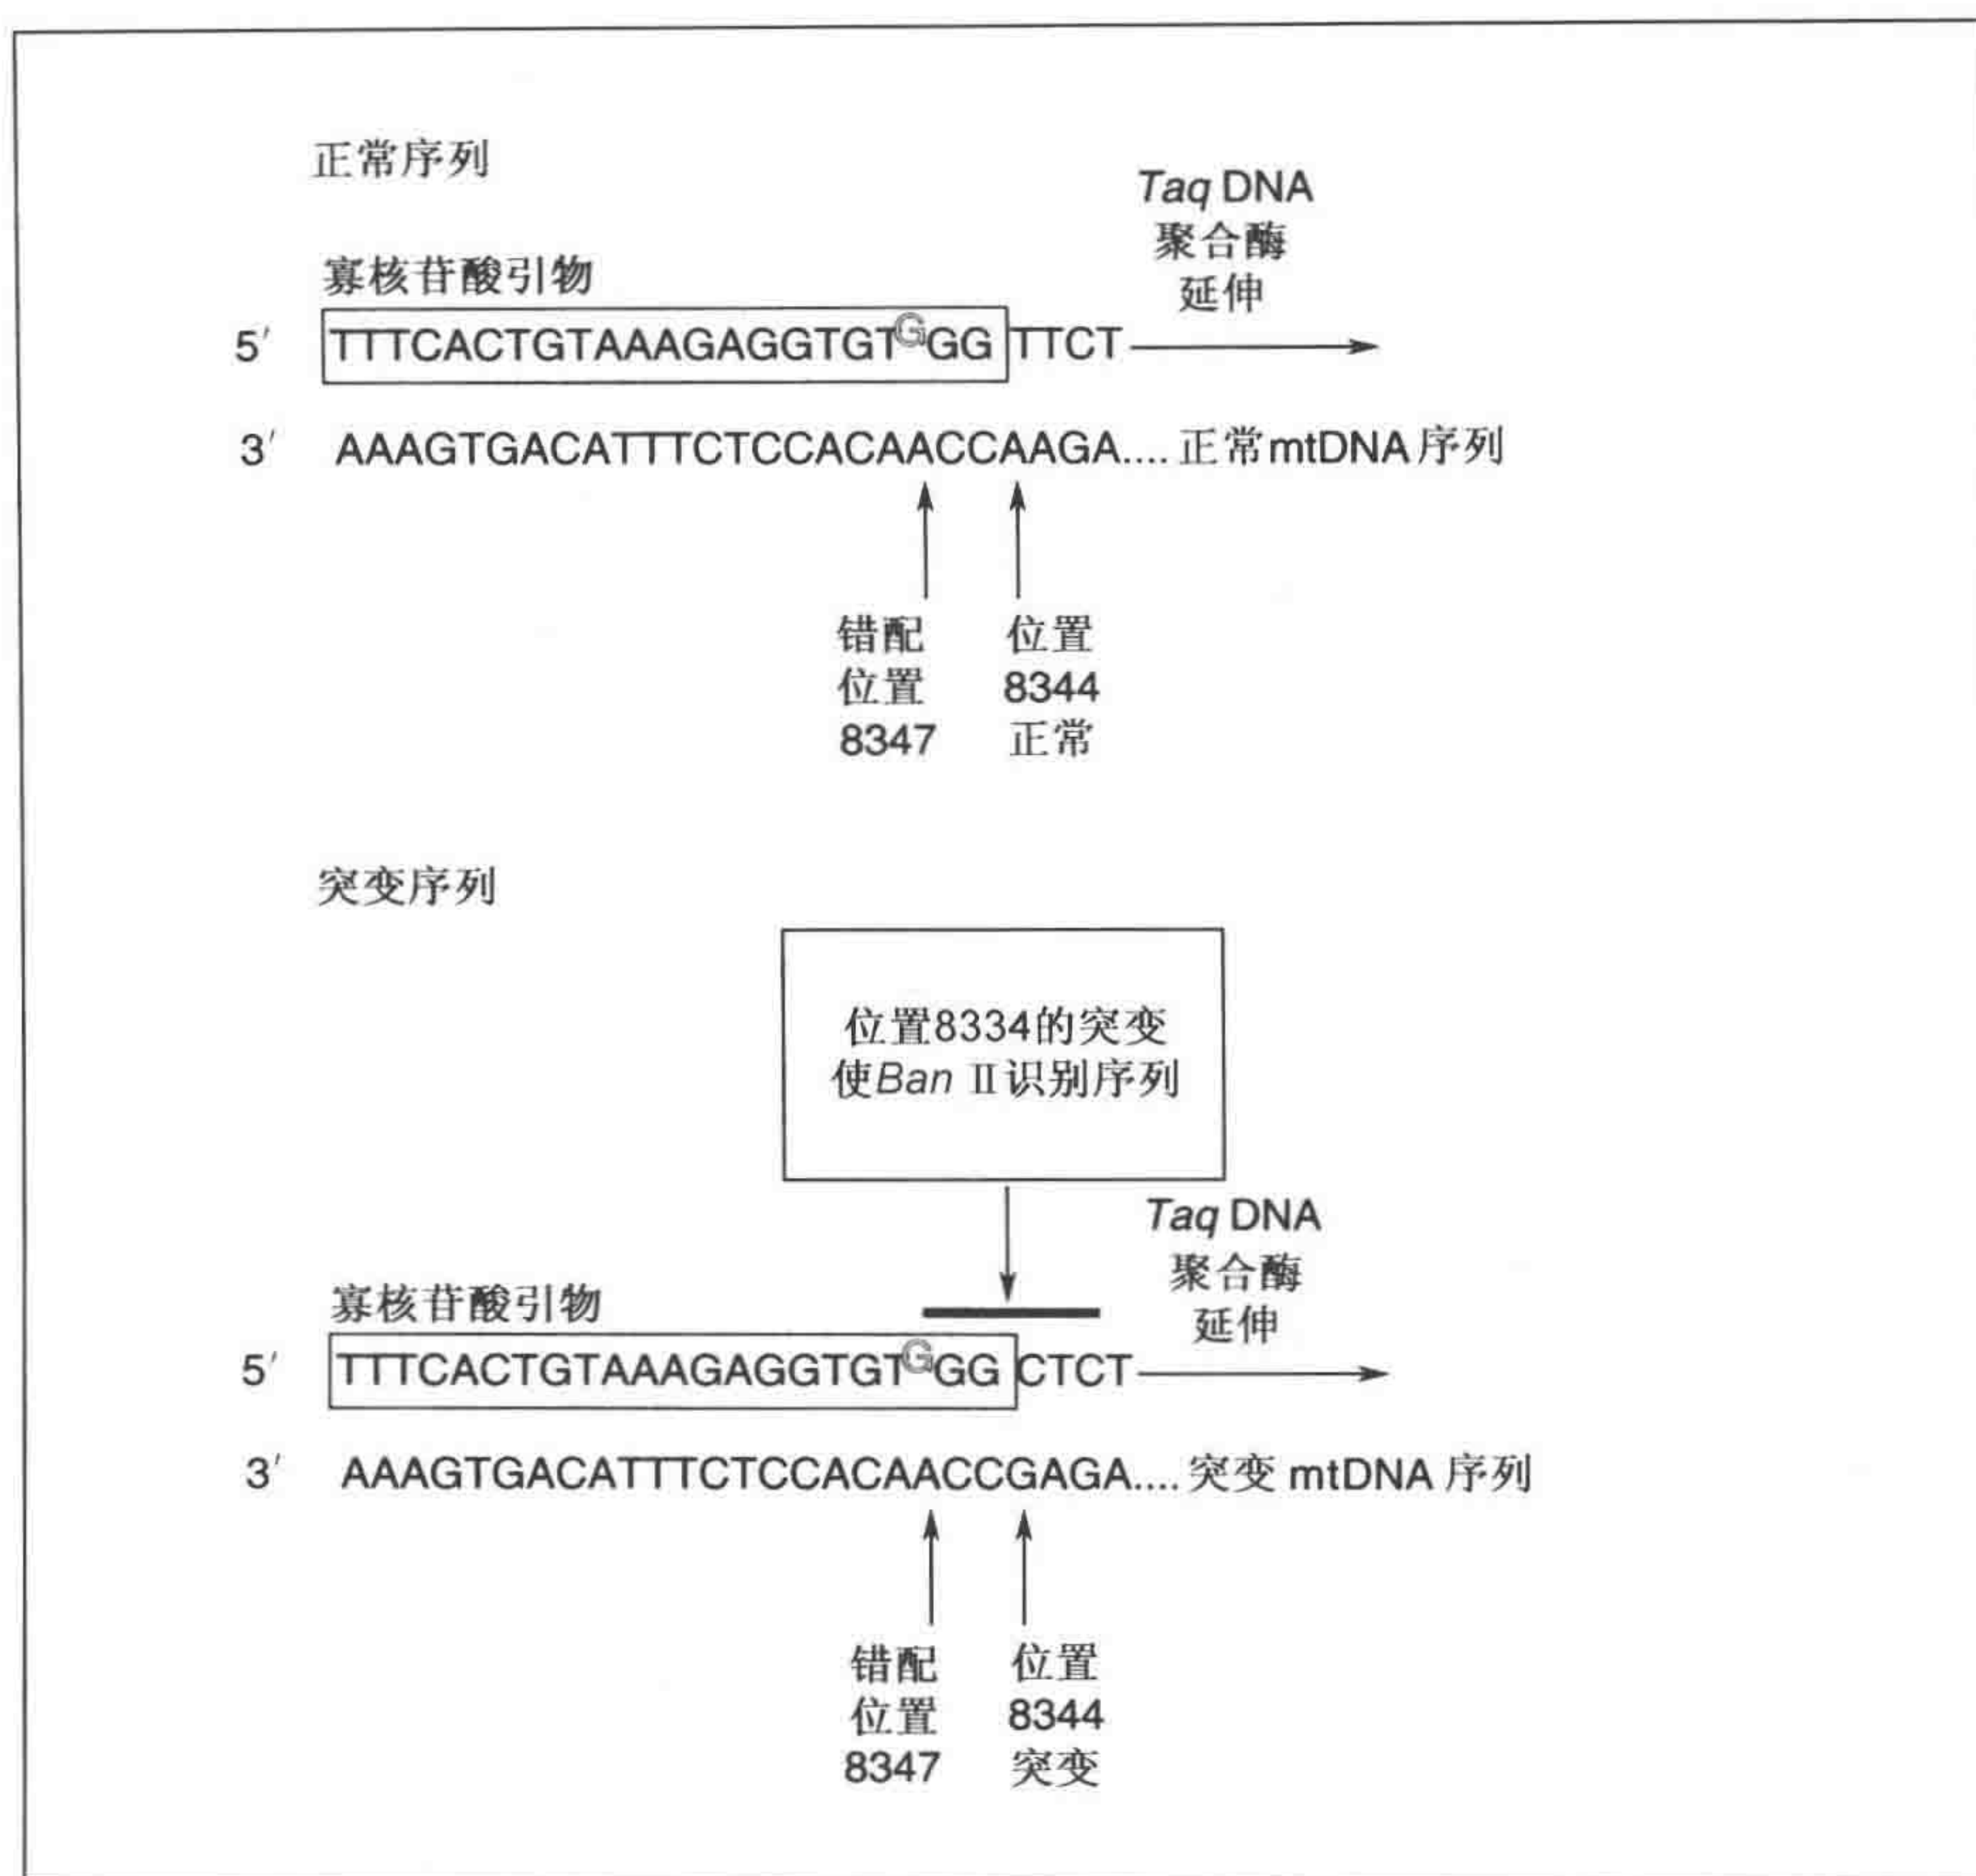 正常序列
Taq DNA
聚合酶
延伸
寡核苷酸引物
5′ TTTCACTGTAAAGAGGTGTGGG TTCT
3′ AAAGTGACATTTCTCCACAACCAAGA.... 正常mtDNA序列
错配 位置
位置 8344
8347 正常
突变序列
位置8334的突变
使Ban Ⅱ识别序列
Taq DNA
聚合酶
延伸
寡核苷酸引物
5′ TTTCACTGTAAAGAGGTGTGGG CTCT
3′ AAAGTGACATTTCTCCACAACCGAGA.... 突变 mtDNA 序列
错配 位置
位置 8344
8347 突变